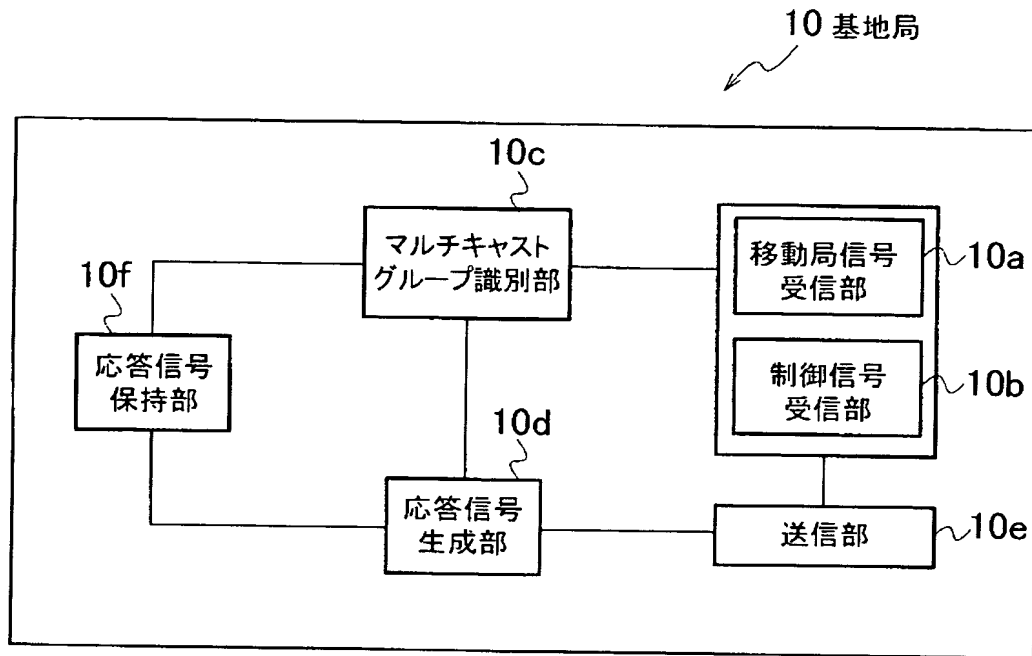 10 基地局
10c
マルチキャスト
グループ識別部
移動局信号
受信部
10a
10f
応答信号
保持部
制御信号
受信部
10b
10d
応答信号
生成部
送信部
10e